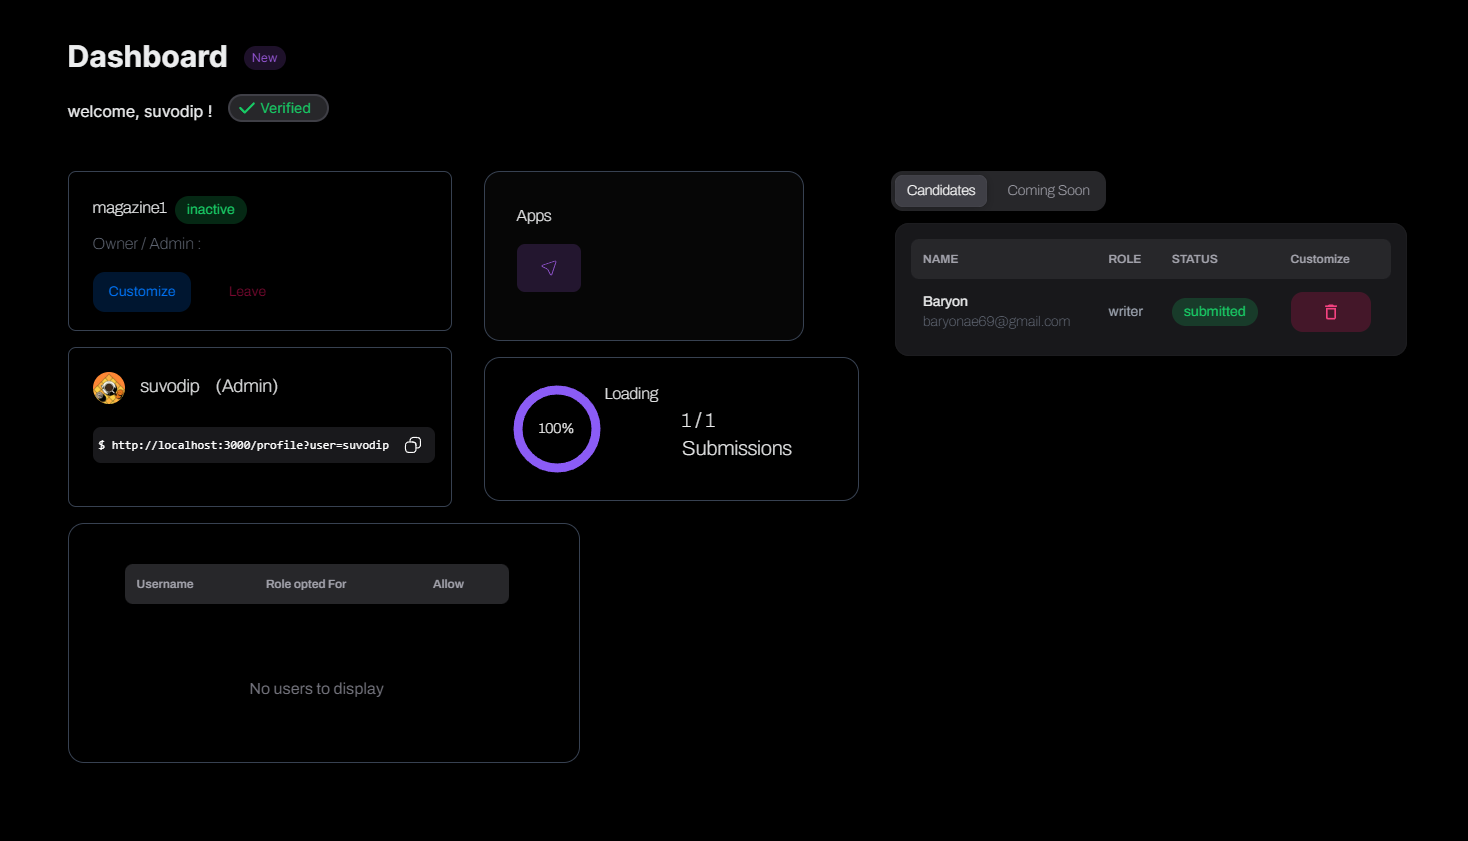 Dashboard New
welcome, suvodip ! Verified
magazine1 inactive
Owner / Admin :
Customize Leave
suvodip (Admin)
$ http://localhost:3000/profile?user=suvodip
Apps
100%
Loading
1 / 1
Submissions
Candidates Coming Soon
NAME ROLE STATUS Customize
Baryon
baryonae69@gmail.com
writer
submitted
Username Role opted For Allow
No users to display